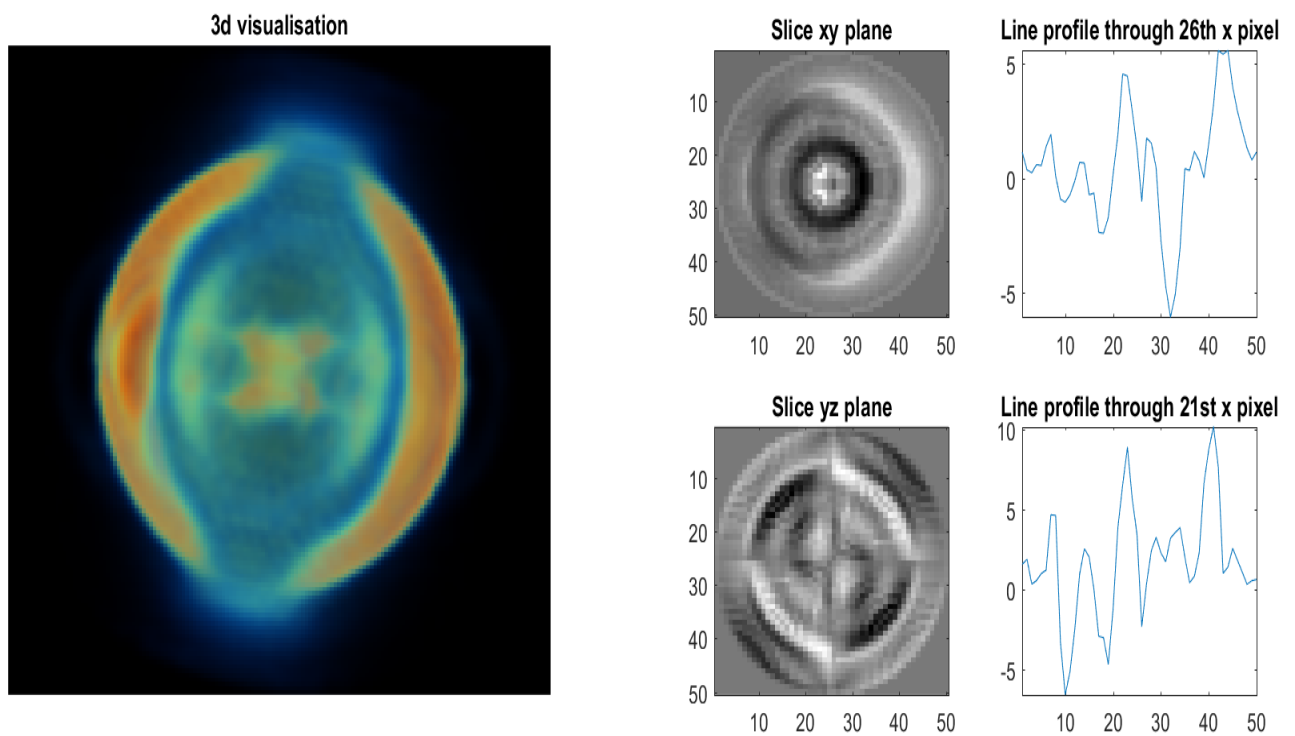 3d visualisation
Slice xy plane
10
20
30
40
50
10 20 30 40 50
Line profile through 26th x pixel
5
0
-5
10 20 30 40 50
Slice yz plane
10
20
30
40
50
10 20 30 40 50
Line profile through 21st x pixel
10
5
0
-5
10 20 30 40 50